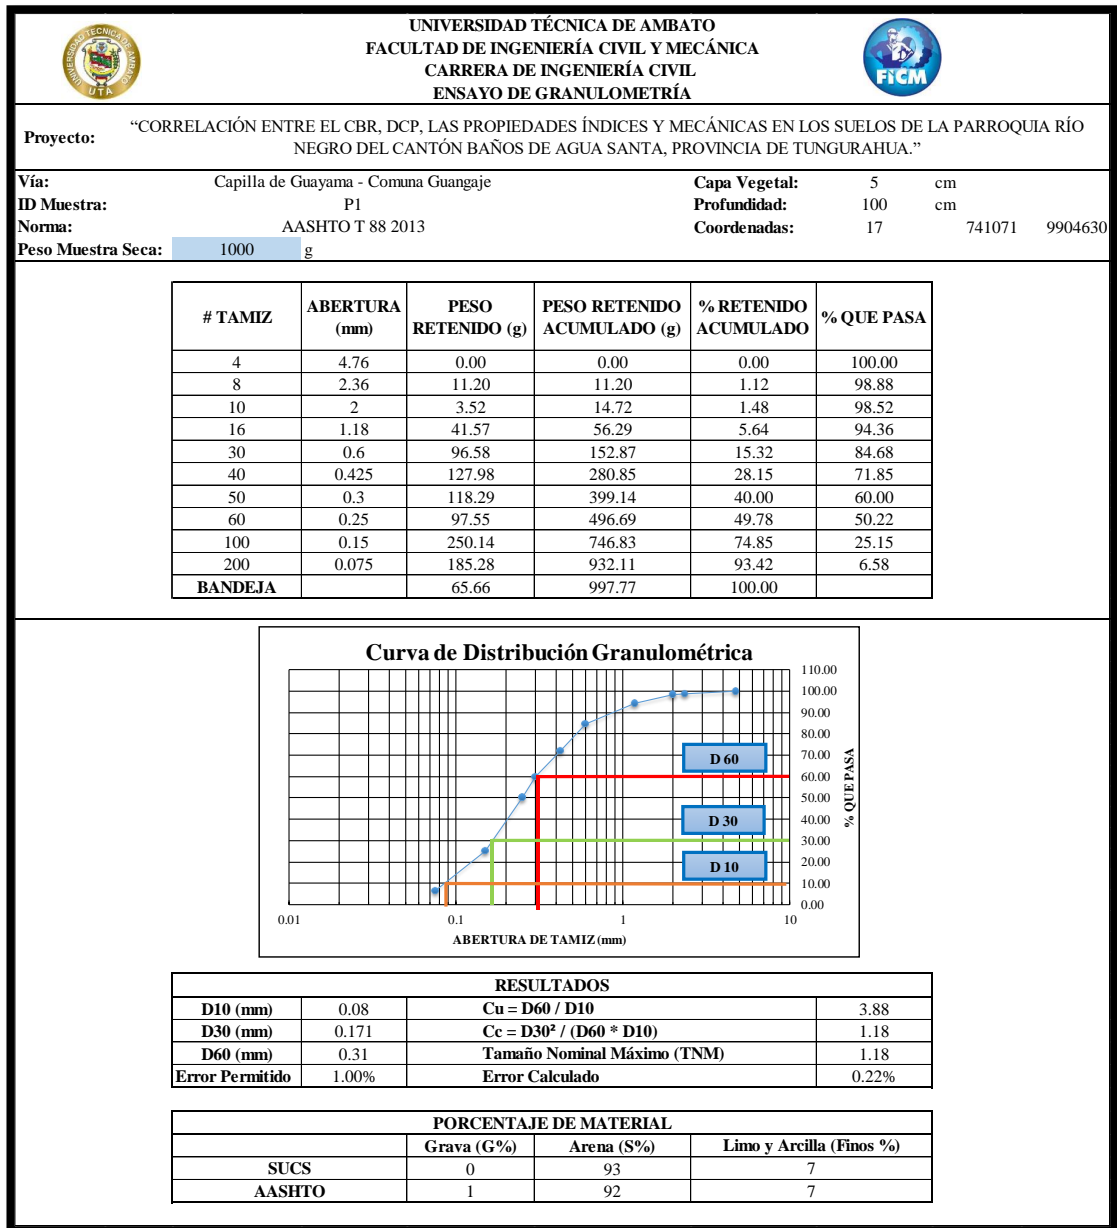 UNIVERSIDAD TÉCNICA DE AMBATO
FACULTAD DE INGENIERÍA CIVIL Y MECÁNICA
CARRERA DE INGENIERÍA CIVIL
ENSAYO DE GRANULOMETRÍA
UNIVERSIDAD TECNICA DE AMBATO
UTA
FICM
Proyecto: “CORRELACIÓN ENTRE EL CBR, DCP, LAS PROPIEDADES ÍNDICES Y MECÁNICAS EN LOS SUELOS DE LA PARROQUIA RÍO
NEGRO DEL CANTÓN BAÑOS DE AGUA SANTA, PROVINCIA DE TUNGURAHUA.”
Vía: Capilla de Guayama - Comuna Guangaje Capa Vegetal: 5 cm
ID Muestra: P1 Profundidad: 100 cm
Norma: AASHTO T 88 2013 Coordenadas: 17 741071 9904630
Peso Muestra Seca: 1000 g
# TAMIZ ABERTURA (mm) PESO RETENIDO (g) PESO RETENIDO ACUMULADO (g) % RETENIDO ACUMULADO % QUE PASA
4 4.76 0.00 0.00 0.00 100.00
8 2.36 11.20 11.20 1.12 98.88
10 2 3.52 14.72 1.48 98.52
16 1.18 41.57 56.29 5.64 94.36
30 0.6 96.58 152.87 15.32 84.68
40 0.425 127.98 280.85 28.15 71.85
50 0.3 118.29 399.14 40.00 60.00
60 0.25 97.55 496.69 49.78 50.22
100 0.15 250.14 746.83 74.85 25.15
200 0.075 185.28 932.11 93.42 6.58
BANDEJA 65.66 997.77 100.00
Curva de Distribución Granulométrica
110.00
100.00
90.00
80.00
70.00
60.00
50.00
40.00
30.00
20.00
10.00
0.00
% QUE PASA
D 60
D 30
D 10
0.01 0.1 1 10
ABERTURA DE TAMIZ (mm)
RESULTADOS
D10 (mm) 0.08 Cu = D60 / D10 3.88
D30 (mm) 0.171 Cc = D30² / (D60 * D10) 1.18
D60 (mm) 0.31 Tamaño Nominal Máximo (TNM) 1.18
Error Permitido 1.00% Error Calculado 0.22%
PORCENTAJE DE MATERIAL
Grava (G%) Arena (S%) Limo y Arcilla (Finos %)
SUCS 0 93 7
AASHTO 1 92 7